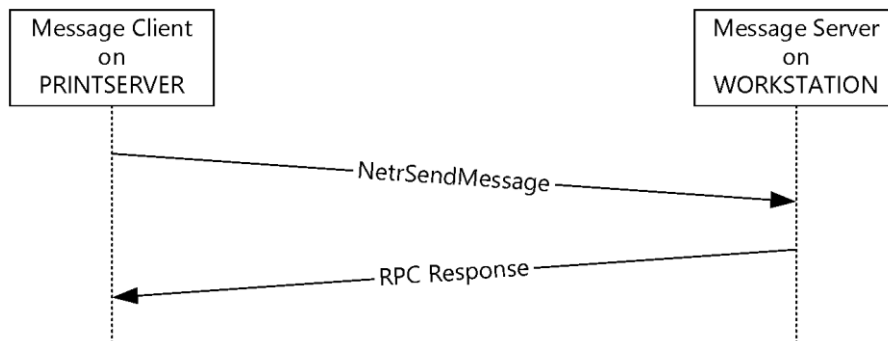 Message Client
on
PRINTSERVER
Message Server
on
WORKSTATION
NetrSendMessage
RPC Response